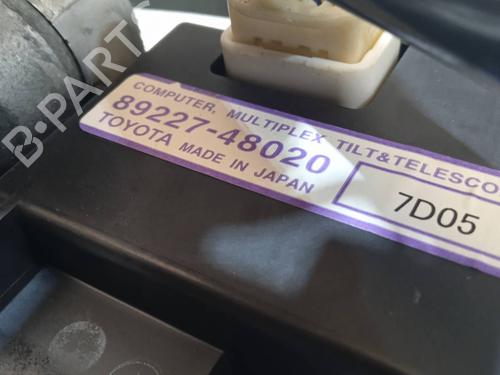 B-PARTS
COMPUTER, MULTIPLEX TILT&TELESCO
89227-48020
TOYOTA MADE IN JAPAN
7D05